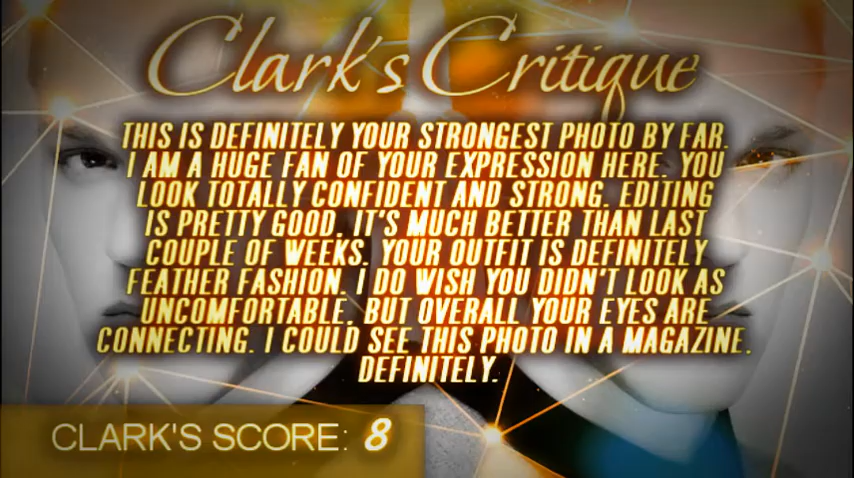 Clark's Critique
THIS IS DEFINITELY YOUR STRONGEST PHOTO BY FAR.
I AM A HUGE FAN OF YOUR EXPRESSION HERE. YOU
LOOK TOTALLY CONFIDENT AND STRONG. EDITING
IS PRETTY GOOD. IT'S MUCH BETTER THAN LAST
COUPLE OF WEEKS. YOUR OUTFIT IS DEFINITELY
FEATHER FASHION. I DO WISH YOU DIDN'T LOOK AS
UNCOMFORTABLE, BUT OVERALL YOUR EYES ARE
CONNECTING. I COULD SEE THIS PHOTO IN A MAGAZINE.
DEFINITELY.
CLARK'S SCORE: 8